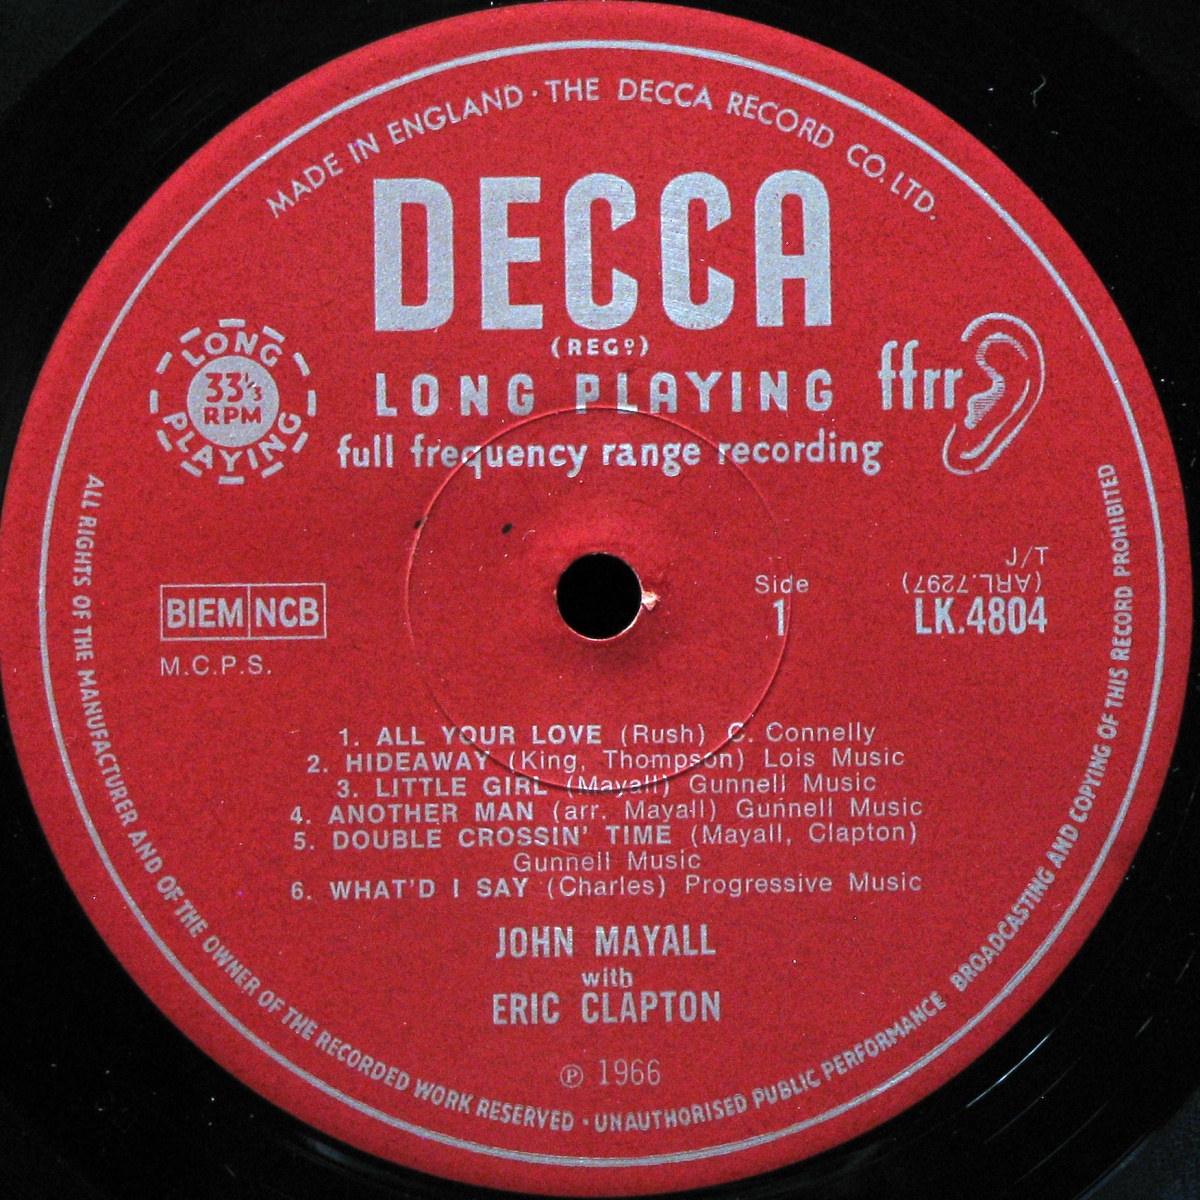 MADE IN ENGLAND · THE DECCA RECORD CO. LTD.
DECCA
(REGD)
LONG PLAYING
33 1/3
RPM
LONG PLAYING
ffrr
full frequency range recording
J/T
(ARL.7297)
Side
1
LK.4804
BIEM NCB
M.C.P.S.
1. ALL YOUR LOVE (Rush) C. Connelly
2. HIDEAWAY (King, Thompson) Lois Music
3. LITTLE GIRL (Mayall) Gunnell Music
4. ANOTHER MAN (arr. Mayall) Gunnell Music
5. DOUBLE CROSSIN' TIME (Mayall, Clapton)
Gunnell Music
6. WHAT'D I SAY (Charles) Progressive Music
JOHN MAYALL
with
ERIC CLAPTON
℗ 1966
ALL RIGHTS OF THE MANUFACTURER AND OF THE OWNER OF THE RECORDED WORK RESERVED · UNAUTHORISED PUBLIC PERFORMANCE BROADCASTING AND COPYING OF THIS RECORD PROHIBITED